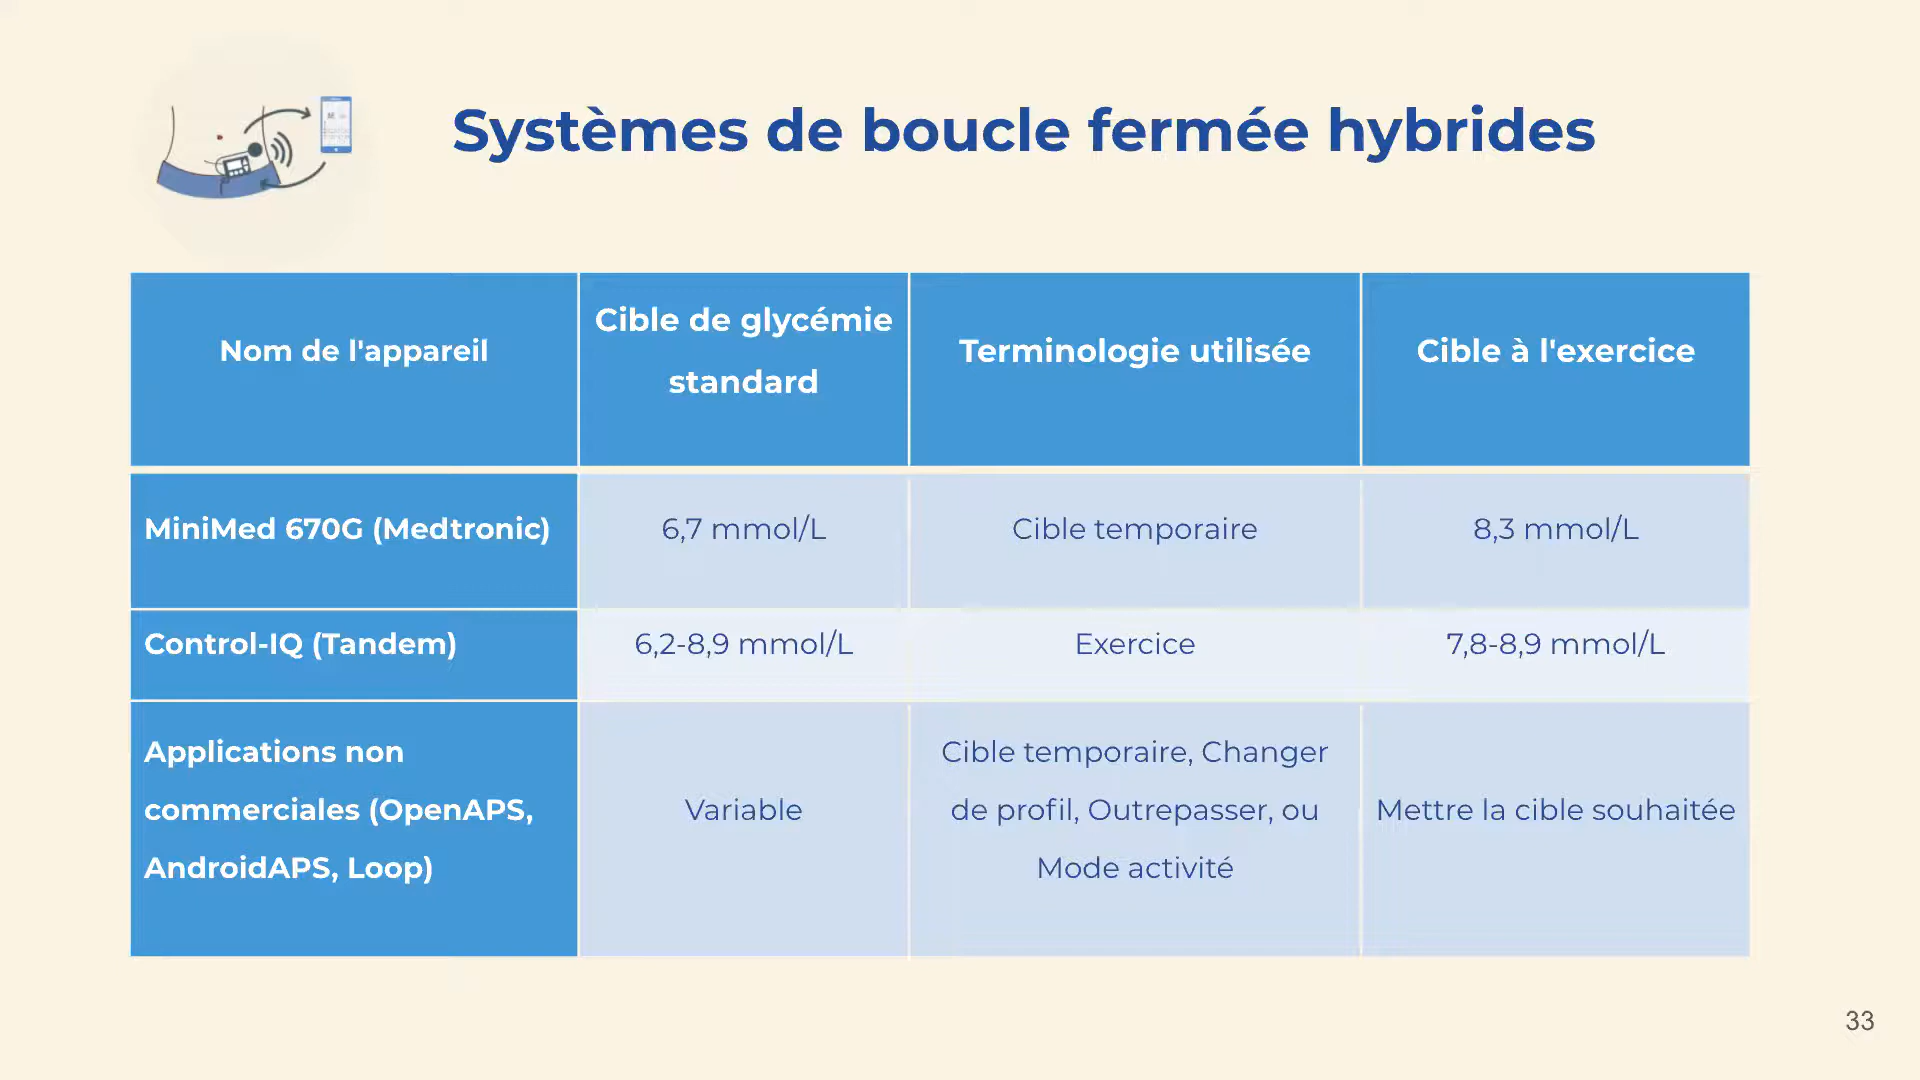 Systèmes de boucle fermée hybrides
Nom de l'appareil
Cible de glycémie
standard
Terminologie utilisée
Cible à l'exercice
MiniMed 670G (Medtronic)
6,7 mmol/L
Cible temporaire
8,3 mmol/L
Control-IQ (Tandem)
6,2-8,9 mmol/L
Exercice
7,8-8,9 mmol/L
Applications non
commerciales (OpenAPS,
AndroidAPS, Loop)
Variable
Cible temporaire, Changer
de profil, Outrepasser, ou
Mode activité
Mettre la cible souhaitée
33